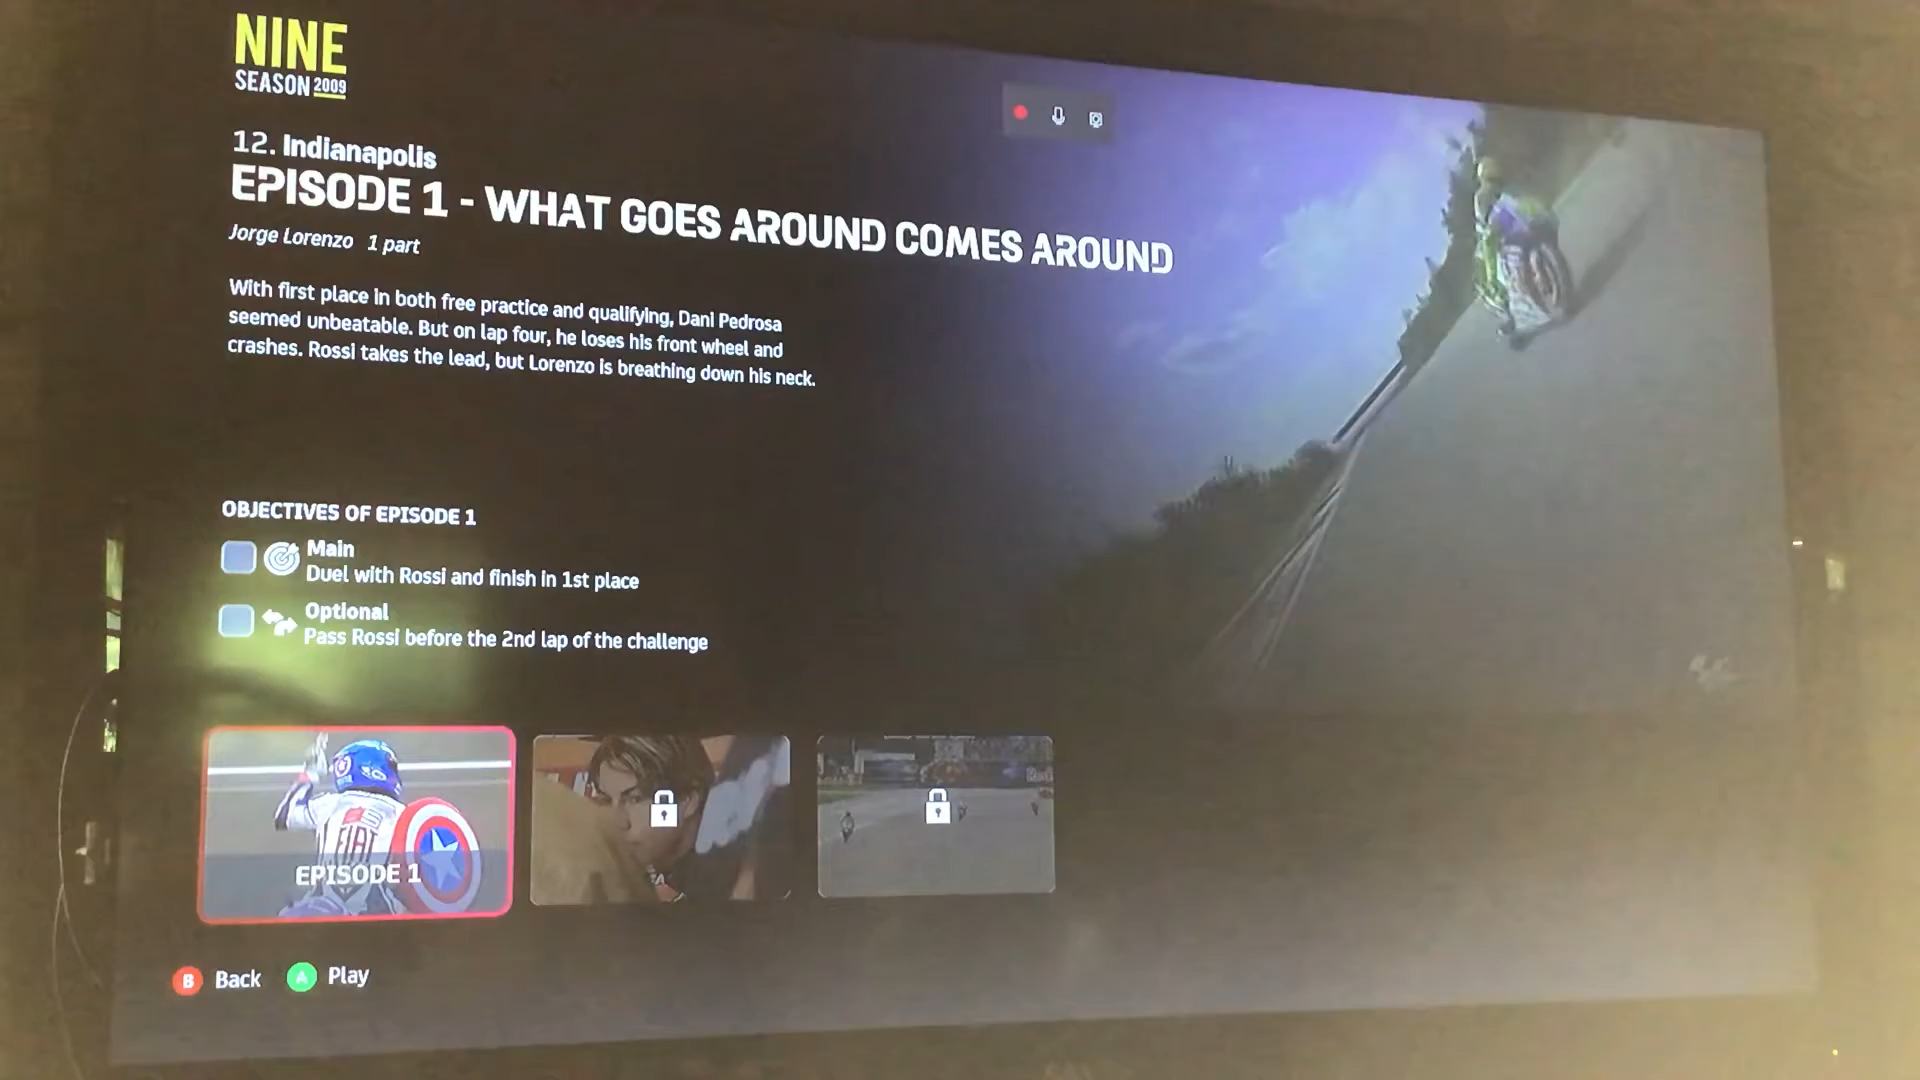 NINE
SEASON 2009
12. Indianapolis
EPISODE 1 - WHAT GOES AROUND COMES AROUND
Jorge Lorenzo 1 part
With first place in both free practice and qualifying, Dani Pedrosa
seemed unbeatable. But on lap four, he loses his front wheel and
crashes. Rossi takes the lead, but Lorenzo is breathing down his neck.
OBJECTIVES OF EPISODE 1
Main
Duel with Rossi and finish in 1st place
Optional
Pass Rossi before the 2nd lap of the challenge
FIAT
EPISODE 1
B Back A Play